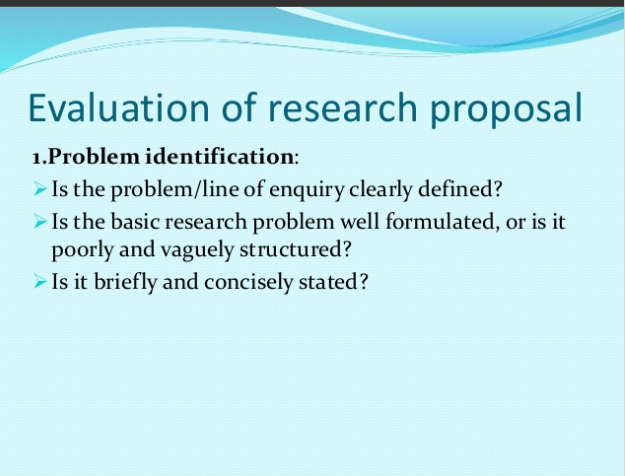 Evaluation of research proposal
1.Problem identification:
➢Is the problem/line of enquiry clearly defined?
➢Is the basic research problem well formulated, or is it
poorly and vaguely structured?
➢Is it briefly and concisely stated?